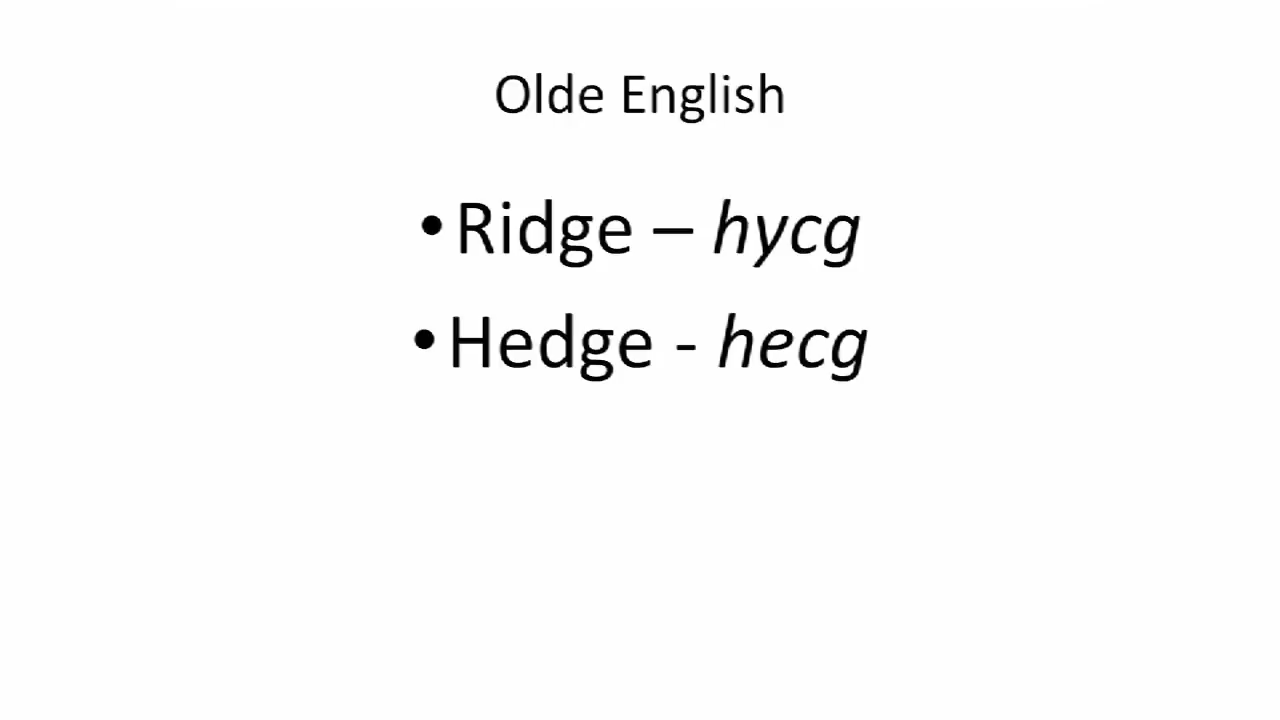 Olde English
•Ridge – hycg
•Hedge - hecg